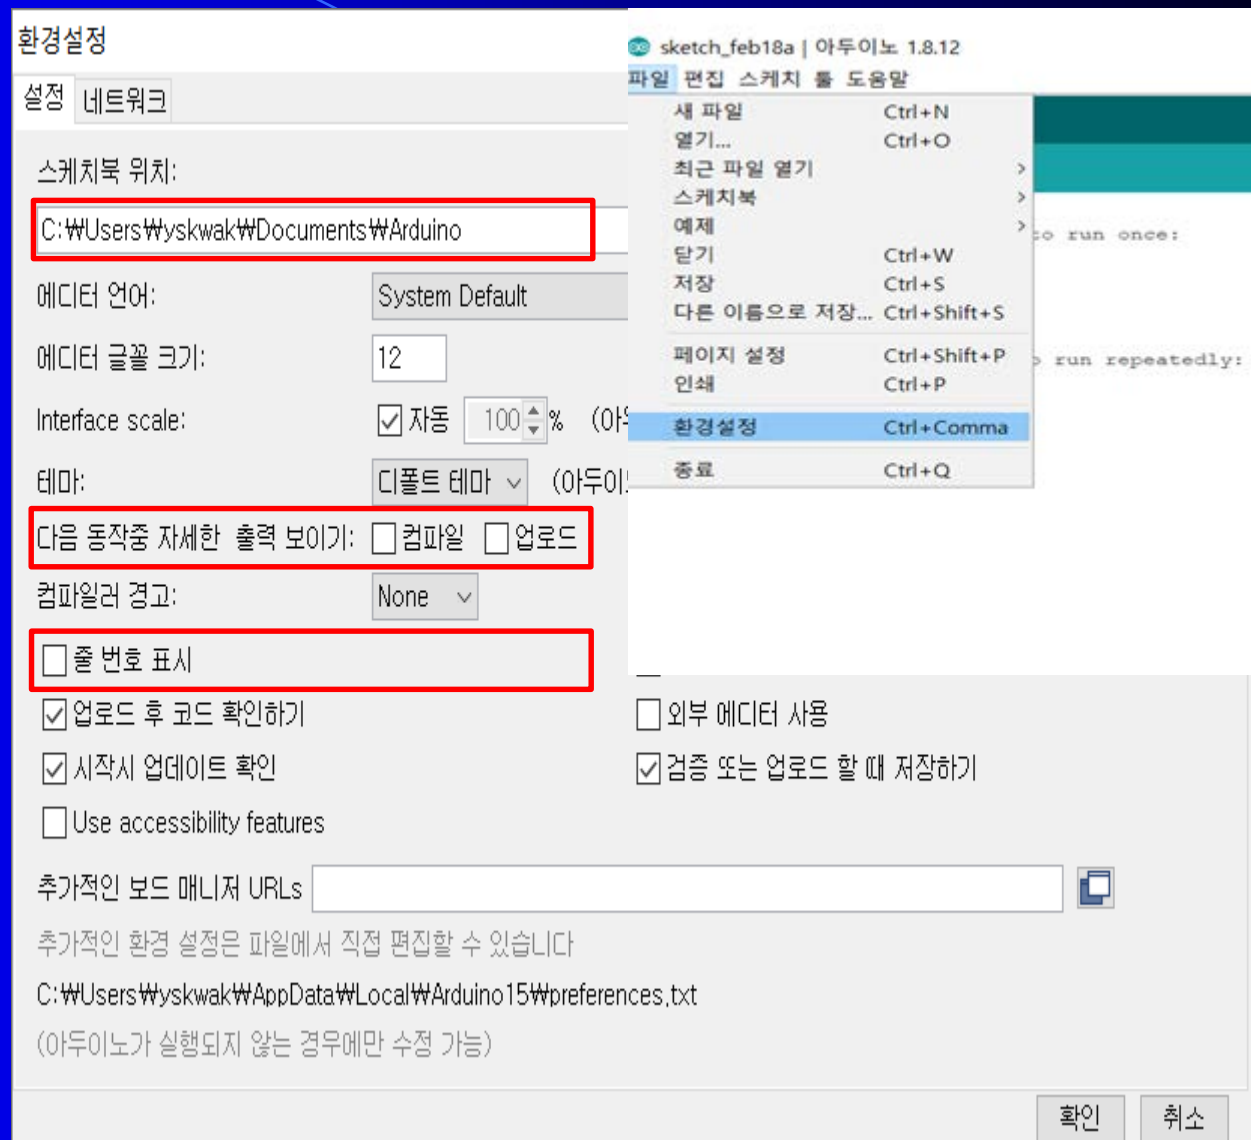 환경설정
설정 네트워크
스케치북 위치:
C:₩Users₩yskwak₩Documents₩Arduino
에디터 언어: System Default
에디터 글꼴 크기: 12
Interface scale: 자동 100 %
테마: 디폴트 테마 (아두이
다음 동작중 자세한 출력 보이기: 컴파일 업로드
컴파일러 경고: None
줄 번호 표시
업로드 후 코드 확인하기 외부 에디터 사용
시작시 업데이트 확인 검증 또는 업로드 할 때 저장하기
Use accessibility features
추가적인 보드 매니저 URLs
추가적인 환경 설정은 파일에서 직접 편집할 수 있습니다
C:₩Users₩yskwak₩AppData₩Local₩Arduino15₩preferences.txt
(아두이노가 실행되지 않는 경우에만 수정 가능)
확인 취소
sketch_feb18a | 아두이노 1.8.12
파일 편집 스케치 툴 도움말
새 파일 Ctrl+N
열기... Ctrl+O
최근 파일 열기
스케치북
예제
닫기 Ctrl+W
저장 Ctrl+S
다른 이름으로 저장... Ctrl+Shift+S
페이지 설정 Ctrl+Shift+P
인쇄 Ctrl+P
환경설정 Ctrl+Comma
종료 Ctrl+Q
to run once:
run repeatedly: